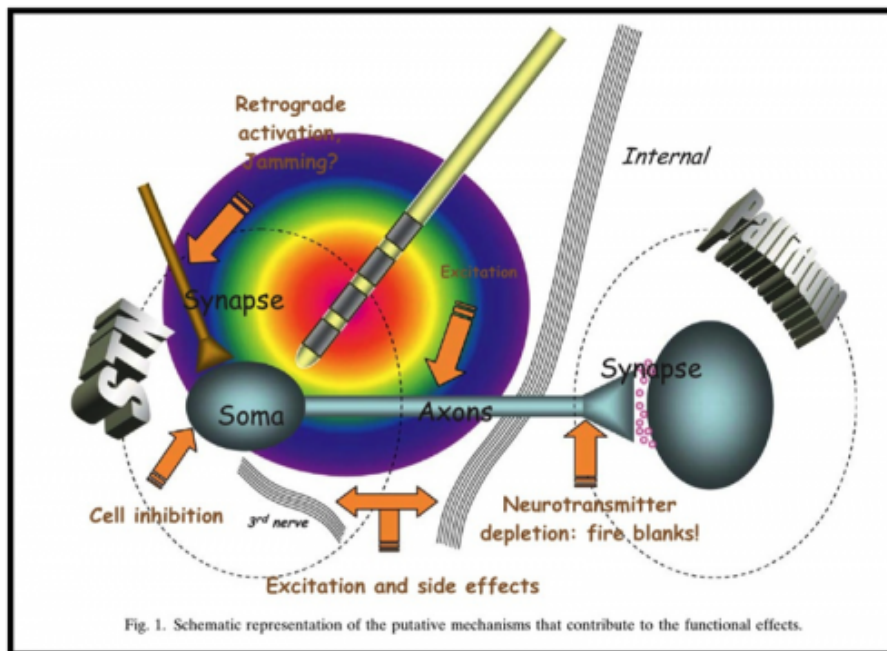 Retrograde
activation,
Jamming?
Internal
Pallidum
Excitation
Synapse
STN
Synapse
Soma
Axons
Cell inhibition
3rd nerve
Neurotransmitter
depletion: fire blanks!
Excitation and side effects
Fig. 1. Schematic representation of the putative mechanisms that contribute to the functional effects.